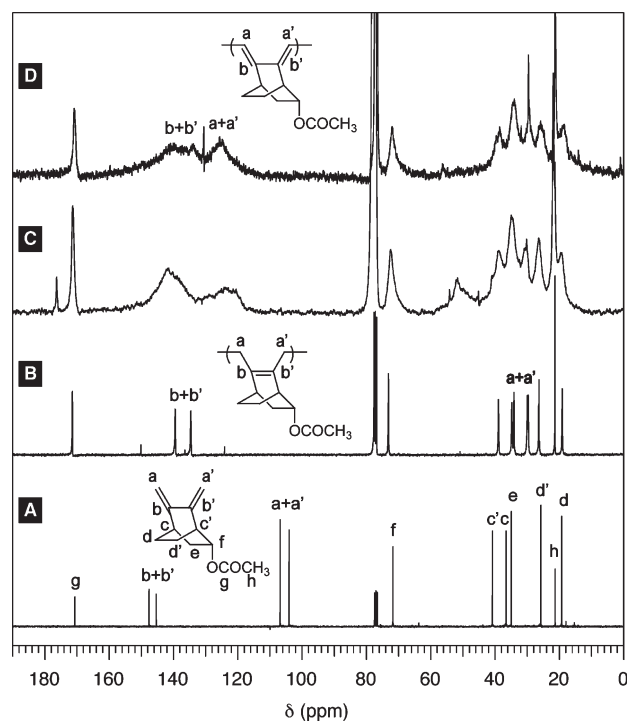 D
a a'
( )
b' b'
OCOCH3
b+b' a+a'
C
B
a a'
( )
b b'
OCOCH3
b+b' a+a'
A
a a'
b b'
c c'
d f
d' e
OCOCH3
g h
g b+b' a+a' f c' c e d' h d
180 160 140 120 100 80 60 40 20 0
δ (ppm)